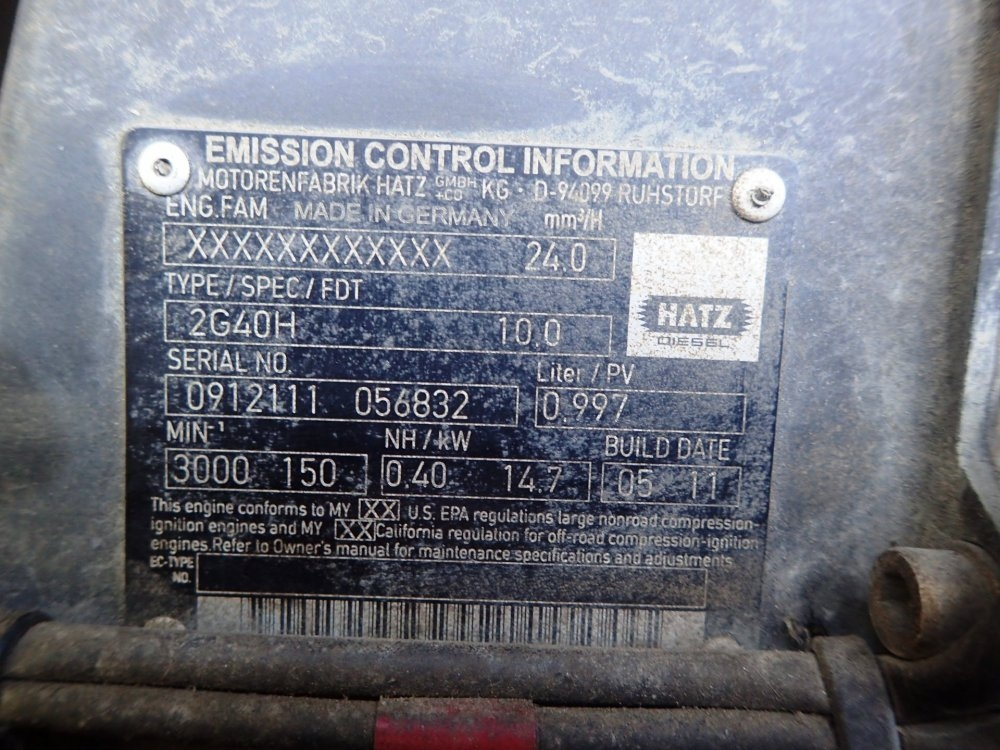 EMISSION CONTROL INFORMATION
MOTORENFABRIK HATZ GMBH +CO KG · D-94099 RUHSTORF
ENG.FAM MADE IN GERMANY mm³/H
XXXXXXXXXXXX 24.0
TYPE / SPEC / FDT
2G40H 10.0
HATZ
DIESEL
SERIAL NO. Liter / PV
0912111 056832 0.997
MIN-¹ NH / kW BUILD DATE
3000 150 0.40 14.7 05 11
This engine conforms to MY XX U.S. EPA regulations large nonroad compression-
ignition engines and MY XX California regulation for off-road compression-ignition
engines. Refer to Owner's manual for maintenance specifications and adjustments
EC-TYPE
NO.